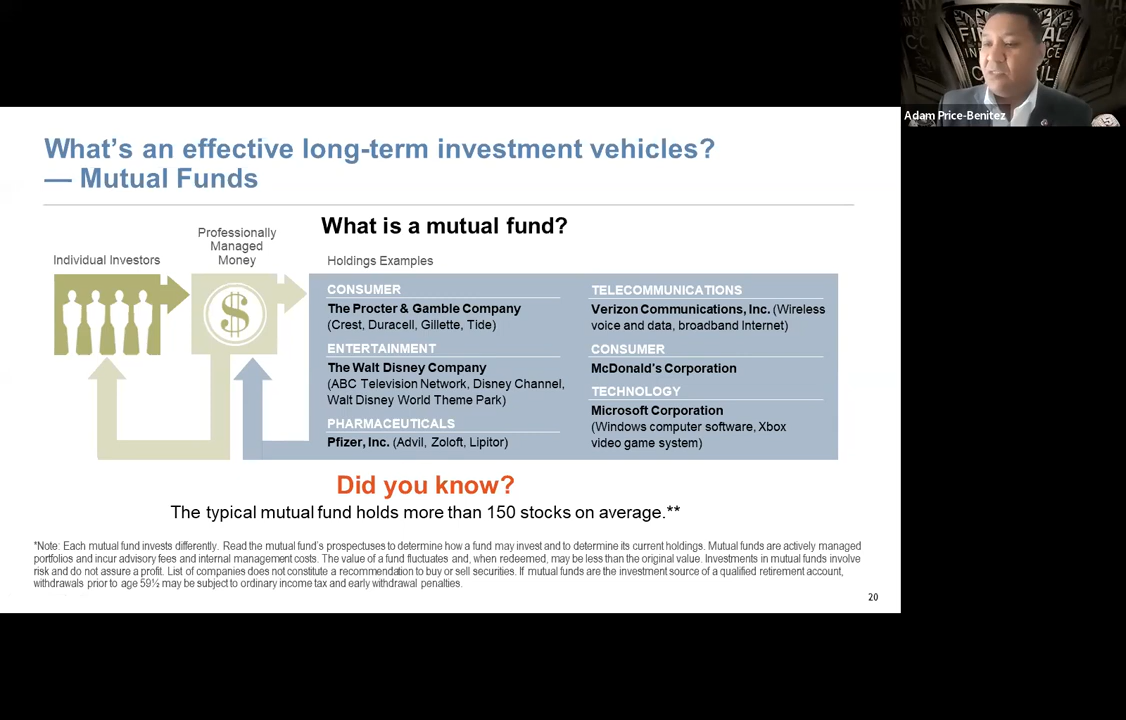 What's an effective long-term investment vehicles?
— Mutual Funds
What is a mutual fund?
Individual Investors
Professionally
Managed
Money
Holdings Examples
CONSUMER
The Procter & Gamble Company
(Crest, Duracell, Gillette, Tide)
ENTERTAINMENT
The Walt Disney Company
(ABC Television Network, Disney Channel,
Walt Disney World Theme Park)
PHARMACEUTICALS
Pfizer, Inc. (Advil, Zoloft, Lipitor)
TELECOMMUNICATIONS
Verizon Communications, Inc. (Wireless
voice and data, broadband Internet)
CONSUMER
McDonald's Corporation
TECHNOLOGY
Microsoft Corporation
(Windows computer software, Xbox
video game system)
$
Did you know?
The typical mutual fund holds more than 150 stocks on average.**
*Note: Each mutual fund invests differently. Read the mutual fund's prospectuses to determine how a fund may invest and to determine its current holdings. Mutual funds are actively managed
portfolios and incur advisory fees and internal management costs. The value of a fund fluctuates and, when redeemed, may be less than the original value. Investments in mutual funds involve
risk and do not assure a profit. List of companies does not constitute a recommendation to buy or sell securities. If mutual funds are the investment source of a qualified retirement account,
withdrawals prior to age 59½ may be subject to ordinary income tax and early withdrawal penalties.
20
Adam Price-Benitez